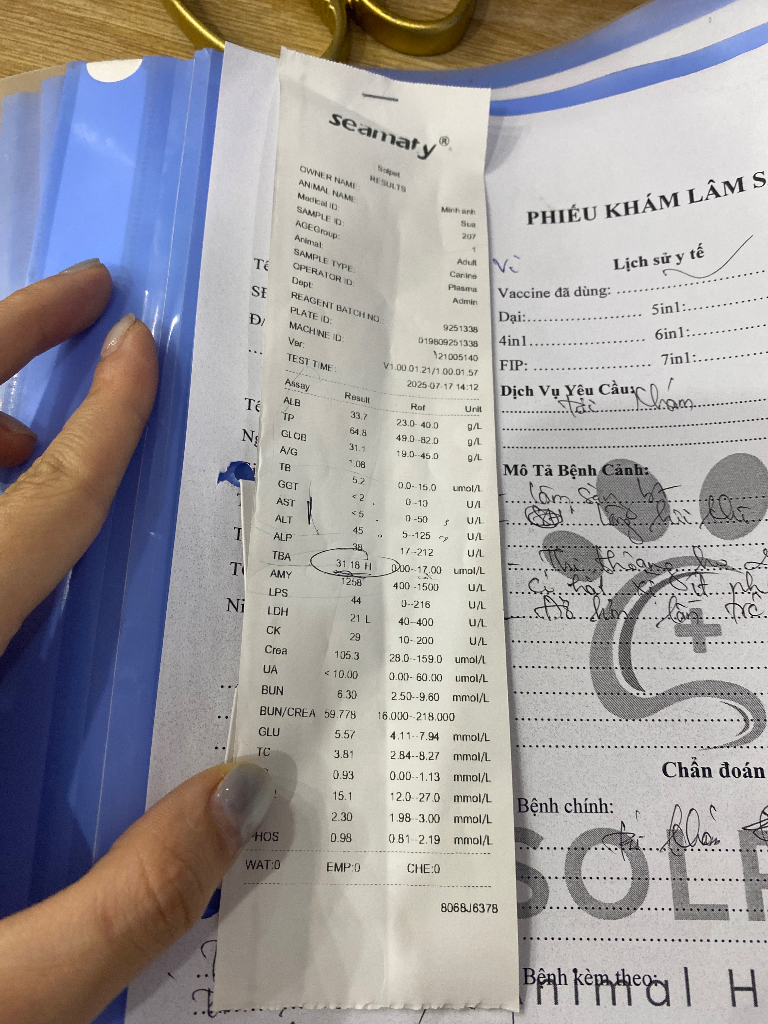 seamaty®
Solpet
RESULTS
OWNER NAME: Minh anh
ANIMAL NAME: Sua
Medical ID: 207
SAMPLE ID: 1
AGEGroup: Adult
Animal: Canine
SAMPLE TYPE: Plasma
OPERATOR ID: Admin
Dept:
REAGENT BATCH NO.: 9251338
PLATE ID: 019809251338
MACHINE ID: 121005140
Ver: V1.00.01.21/1.00.01.57
TEST TIME: 2025-07-17 14:12
Assay Result Ref Unit
ALB 33.7 23.0--40.0 g/L
TP 64.8 49.0--82.0 g/L
GLOB 31.1 19.0--45.0 g/L
A/G 1.08
TB 5.2 0.0--15.0 umol/L
GGT <2 0--10 U/L
AST <5 0--50 U/L
ALT 45 5--125 U/L
ALP 38 17--212 U/L
TBA 31.18 H 0.00--17.00 umol/L
AMY 1258 400--1500 U/L
LPS 44 0--216 U/L
LDH 21 L 40--400 U/L
CK 29 10--200 U/L
Crea 105.3 28.0--159.0 umol/L
UA <10.00 0.00--60.00 umol/L
BUN 6.30 2.50--9.60 mmol/L
BUN/CREA 59.778 16.000--218.000
GLU 5.57 4.11--7.94 mmol/L
TC 3.81 2.84--8.27 mmol/L
0.93 0.00--1.13 mmol/L
15.1 12.0--27.0 mmol/L
2.30 1.98--3.00 mmol/L
HOS 0.98 0.81--2.19 mmol/L
WAT:0 EMP:0 CHE:0
8068J6378
PHIẾU KHÁM LÂM S
Lịch sử y tế
Vaccine đã dùng:
Dại: 5in1:
4in1 6in1:
FIP: 7in1:
Dịch Vụ Yêu Cầu:
Tái khám
Mô Tả Bệnh Cảnh:
Chẩn đoán
Bệnh chính:
SOLP
Bệnh kèm theo:
Animal H